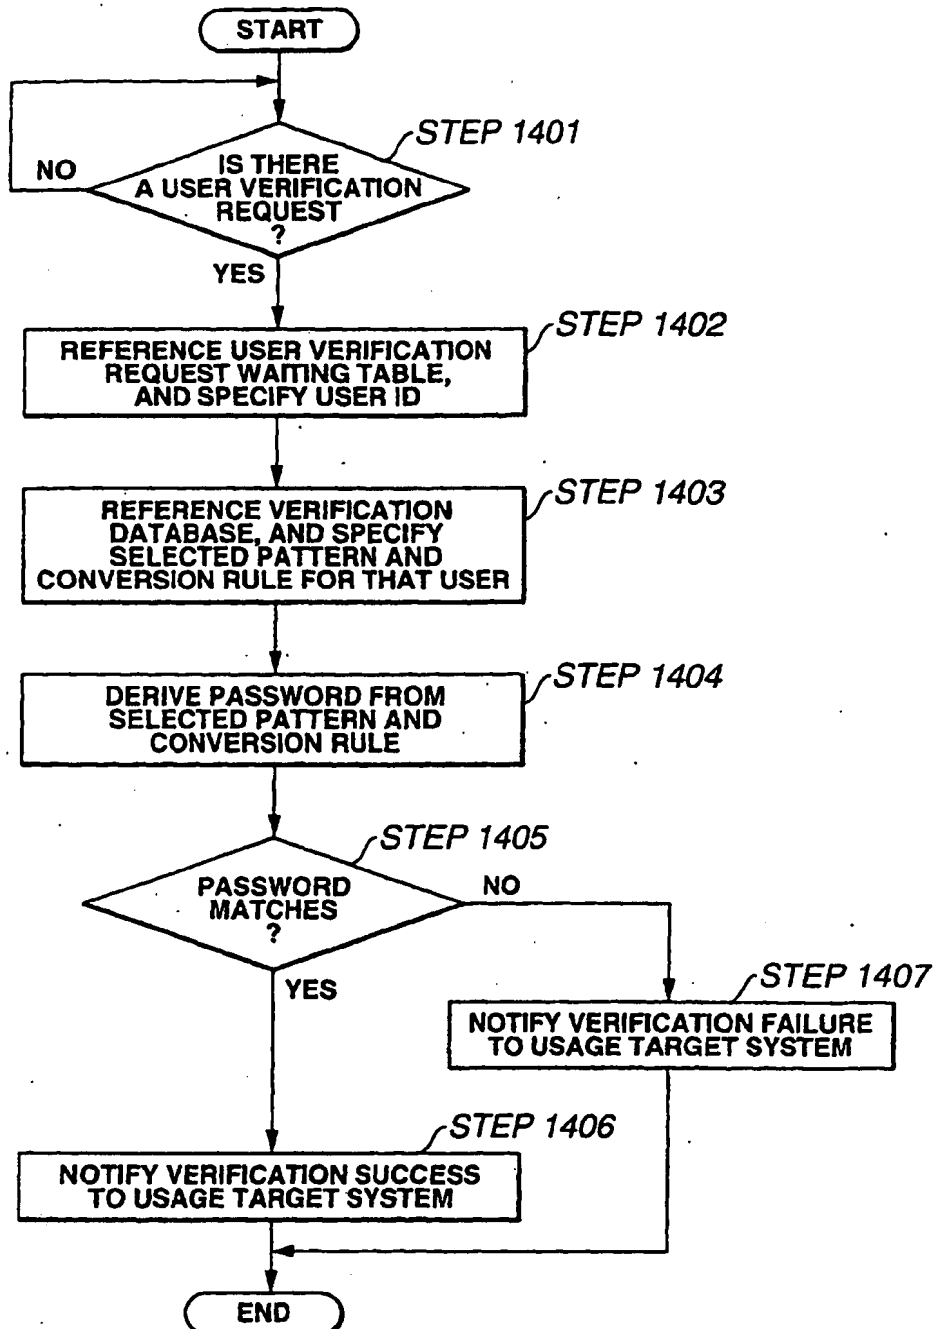 START
STEP 1401
NO
IS THERE
A USER VERIFICATION
REQUEST
?
YES
STEP 1402
REFERENCE USER VERIFICATION
REQUEST WAITING TABLE,
AND SPECIFY USER ID
STEP 1403
REFERENCE VERIFICATION
DATABASE, AND SPECIFY
SELECTED PATTERN AND
CONVERSION RULE FOR THAT USER
STEP 1404
DERIVE PASSWORD FROM
SELECTED PATTERN AND
CONVERSION RULE
STEP 1405
PASSWORD
MATCHES
?
NO
YES
STEP 1407
NOTIFY VERIFICATION FAILURE
TO USAGE TARGET SYSTEM
STEP 1406
NOTIFY VERIFICATION SUCCESS
TO USAGE TARGET SYSTEM
END